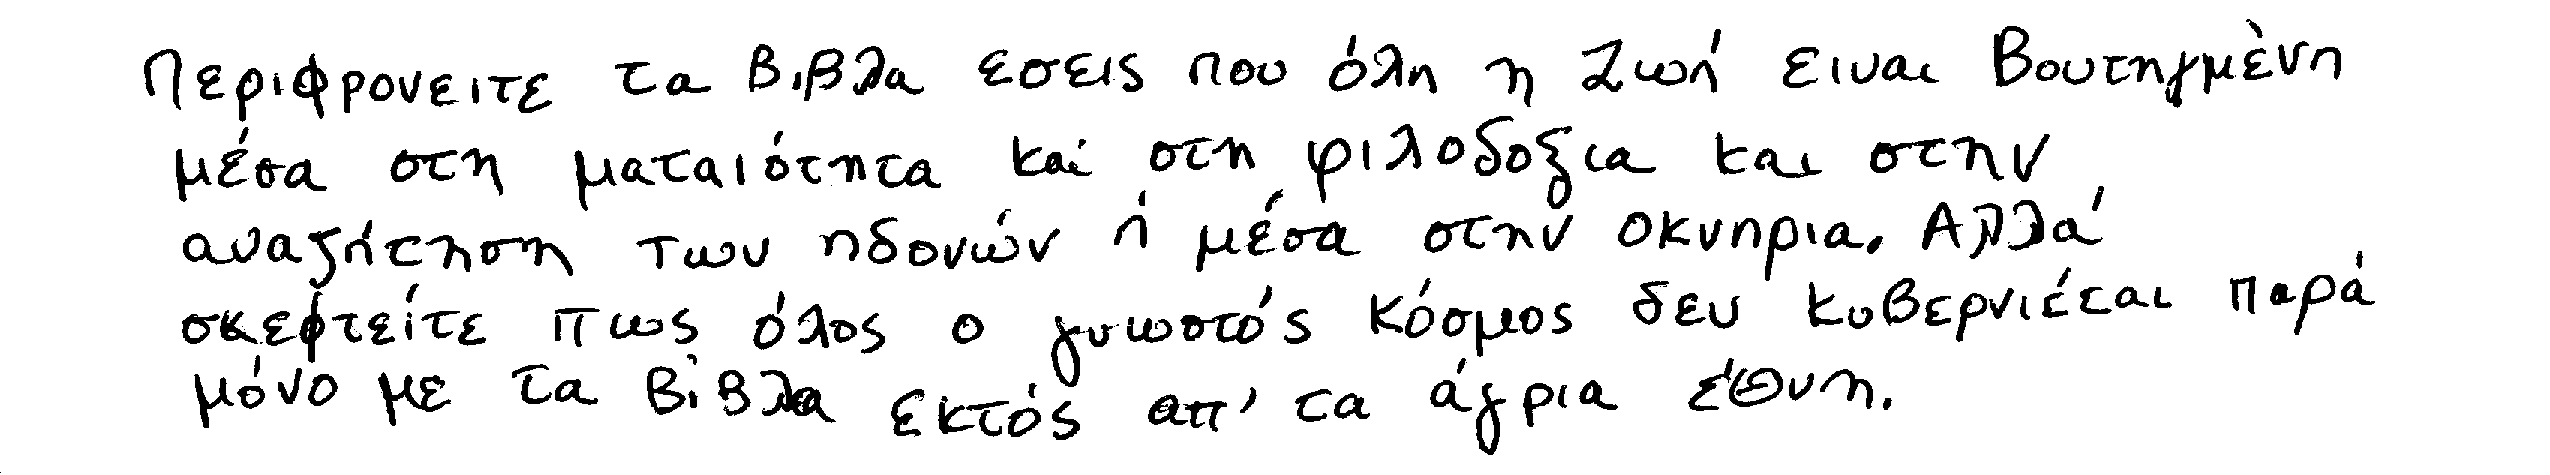 Περιφρονειτε τα Βιβλα εσεις που όλη η Ζωή ειναι Βουτηγμένη
μέσα στη ματαιότητα και στη φιλοδοξια και στην
αναζήτηση των ηδονών ή μέσα στην οκνηρια. Αλλά
σκεφτείτε πως όλος ο γνωστός κόσμος δεν κυβερνιέται παρά
μόνο με τα Βιβλα εκτός απ' τα άγρια έθνη.